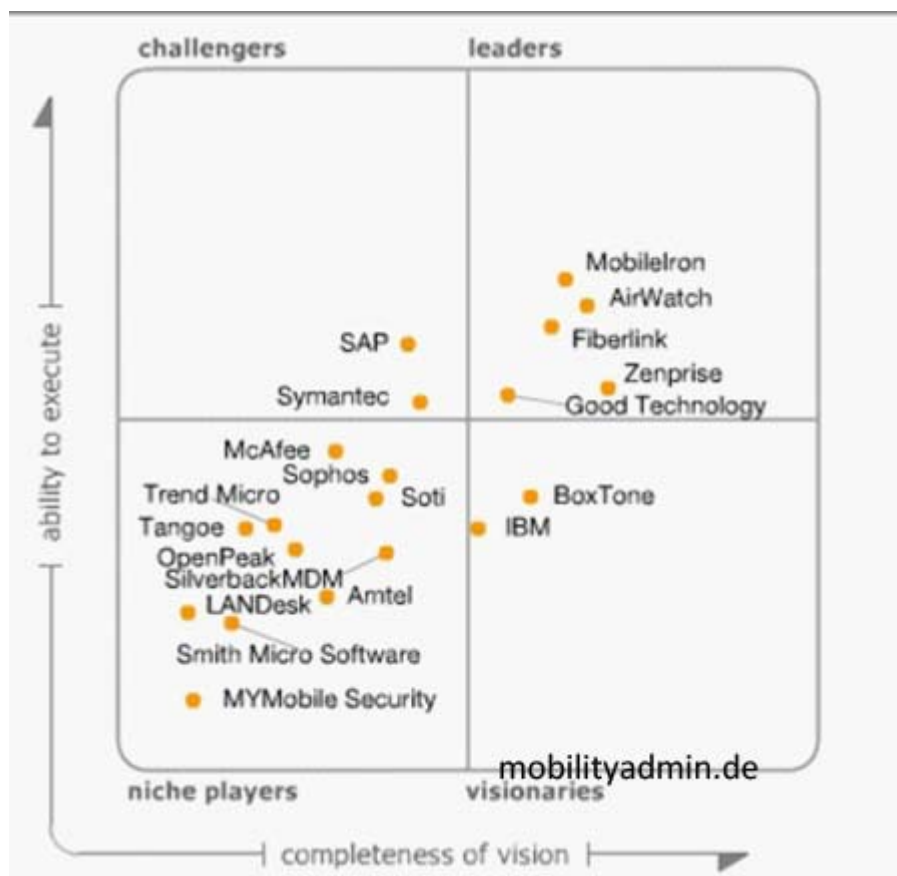 challengers
leaders
ability to execute
MobileIron
AirWatch
Fiberlink
SAP
Zenprise
Symantec
Good Technology
McAfee
Sophos
Trend Micro
Soti
BoxTone
Tangoe
IBM
OpenPeak
SilverbackMDM
LANDesk
Amtel
Smith Micro Software
MYMobile Security
mobilityadmin.de
niche players
visionaries
completeness of vision